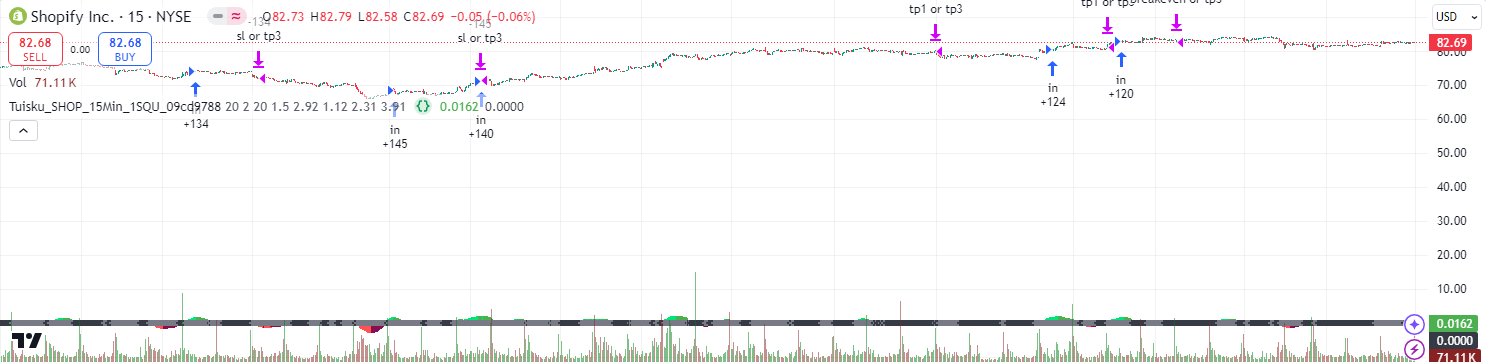 Shopify Inc. · 15 · NYSE
O82.73 H82.79 L82.58 C82.69 −0.05 (−0.06%)
82.68
SELL
0.00
82.68
BUY
Vol 71.11K
Tuisku_SHOP_15Min_1SQU_09cd9788 20 2 20 1.5 2.92 1.12 2.31 3.91 0.0162 0.0000
-134
sl or tp3
-145
sl or tp3
tp1 or tp3
in
+134
in
+145
in
+140
in
+124
in
+120
USD
82.69
80.00
70.00
60.00
50.00
40.00
30.00
20.00
10.00
0.0162
0.0000
71.11K